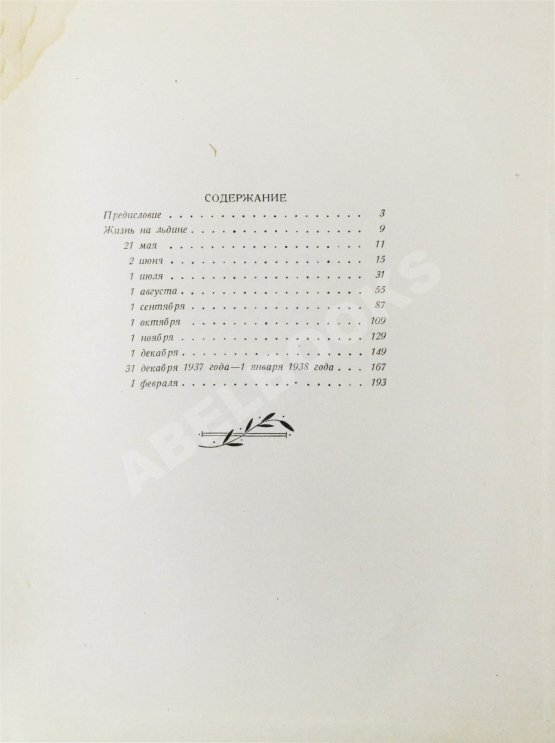 СОДЕРЖАНИЕ
Предисловие . . . . . . . . . . . . . . . . . . . 3
Жизнь на льдине . . . . . . . . . . . . . . . . . 9
21 мая . . . . . . . . . . . . . . . . . . . 11
2 июня . . . . . . . . . . . . . . . . . . . 15
1 июля . . . . . . . . . . . . . . . . . . . 31
1 августа . . . . . . . . . . . . . . . . . . 55
1 сентября . . . . . . . . . . . . . . . . . 87
1 октября . . . . . . . . . . . . . . . . . 109
1 ноября . . . . . . . . . . . . . . . . . . 129
1 декабря . . . . . . . . . . . . . . . . . . 149
31 декабря 1937 года—1 января 1938 года . . . 167
1 февраля . . . . . . . . . . . . . . . . . . 193
ABELBOOKS